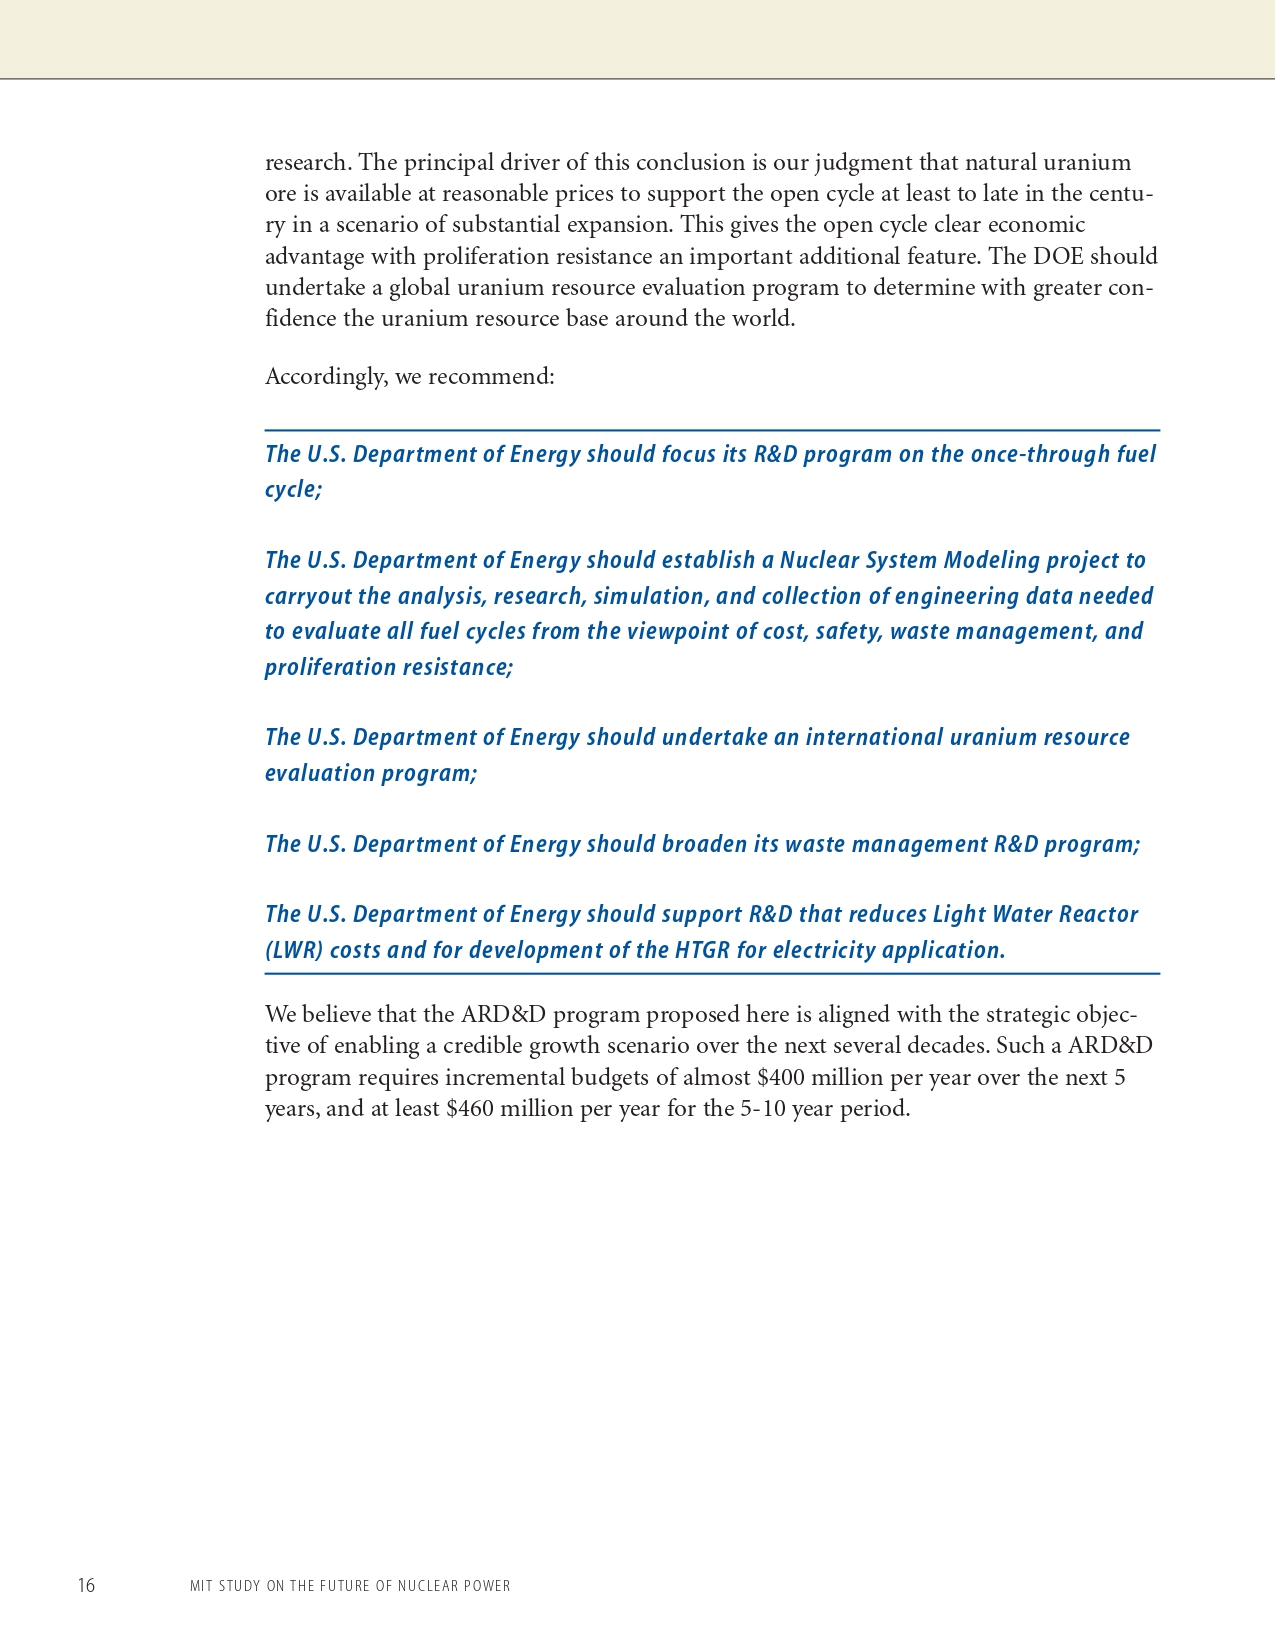 research. The principal driver of this conclusion is our judgment that natural uranium
ore is available at reasonable prices to support the open cycle at least to late in the centu-
ry in a scenario of substantial expansion. This gives the open cycle clear economic
advantage with proliferation resistance an important additional feature. The DOE should
undertake a global uranium resource evaluation program to determine with greater con-
fidence the uranium resource base around the world.
Accordingly, we recommend:
The U.S. Department of Energy should focus its R&D program on the once-through fuel
cycle;
The U.S. Department of Energy should establish a Nuclear System Modeling project to
carryout the analysis, research, simulation, and collection of engineering data needed
to evaluate all fuel cycles from the viewpoint of cost, safety, waste management, and
proliferation resistance;
The U.S. Department of Energy should undertake an international uranium resource
evaluation program;
The U.S. Department of Energy should broaden its waste management R&D program;
The U.S. Department of Energy should support R&D that reduces Light Water Reactor
(LWR) costs and for development of the HTGR for electricity application.
We believe that the ARD&D program proposed here is aligned with the strategic objec-
tive of enabling a credible growth scenario over the next several decades. Such a ARD&D
program requires incremental budgets of almost $400 million per year over the next 5
years, and at least $460 million per year for the 5-10 year period.
16 MIT STUDY ON THE FUTURE OF NUCLEAR POWER